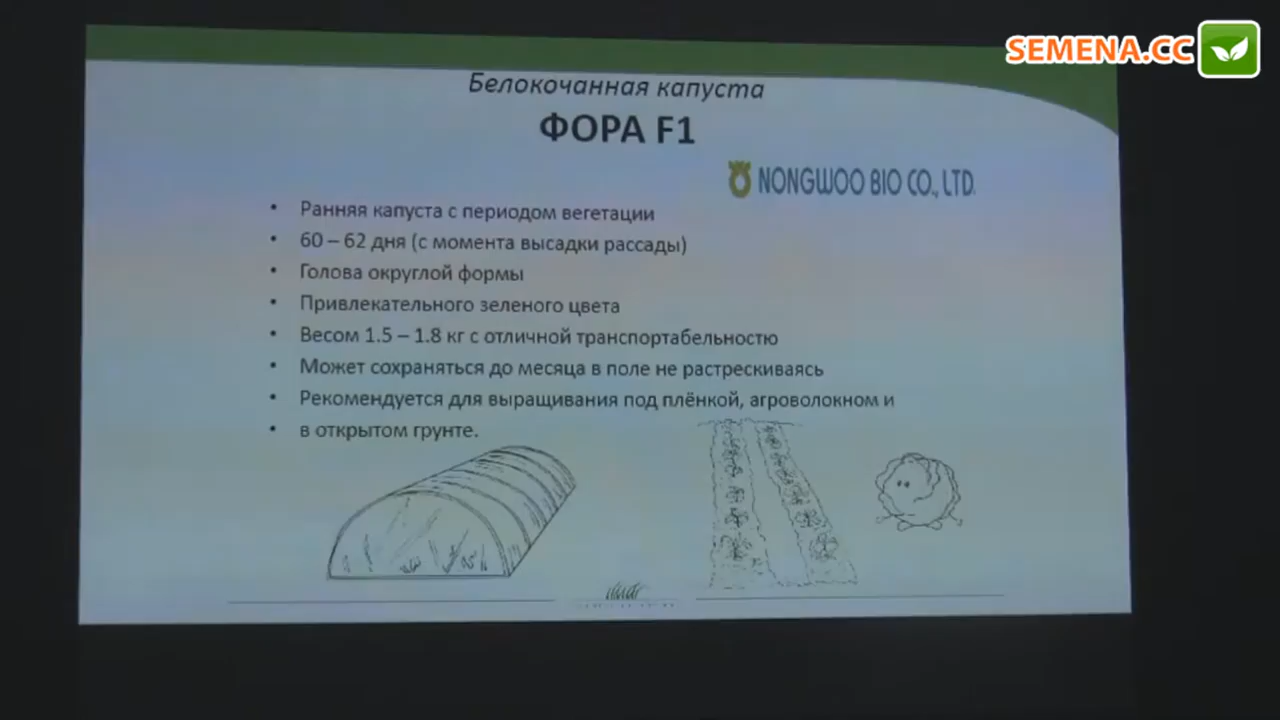 SEMENA.CC
Белокочанная капуста
ФОРА F1
NONGWOO BIO CO., LTD.
• Ранняя капуста с периодом вегетации
• 60 – 62 дня (с момента высадки рассады)
• Голова округлой формы
• Привлекательного зеленого цвета
• Весом 1.5 – 1.8 кг с отличной транспортабельностью
• Может сохраняться до месяца в поле не растрескиваясь
• Рекомендуется для выращивания под плёнкой, агроволокном и
• в открытом грунте.